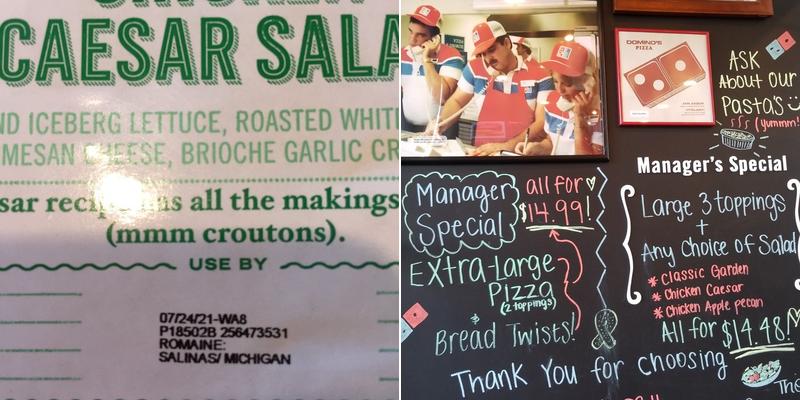 CAESAR SALA
ND ICEBERG LETTUCE, ROASTED WHIT
MESAN CHEESE, BRIOCHE GARLIC CR
sar recip has all the makings
(mmm croutons).
USE BY
07/24/21-WA8
P18502B 256473531
ROMAINE:
SALINAS/ MICHIGAN
DOMINO'S
PIZZA
ASK
About our
Pasta's
(yummm!
Manager
Special
all for
$14.99!
Extra-Large
Pizza
(2 toppings)
&
Bread Twists!
Manager's Special
Large 3 toppings
+
Any Choice of Salad
* Classic Garden
* Chicken Caesar
* Chicken Apple pecan
All for $14.48!
Thank You for choosing
The